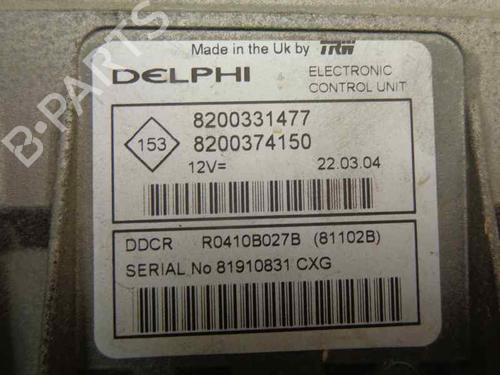 Made in the Uk by TRW
DELPHI
ELECTRONIC
CONTROL UNIT
153
8200331477
8200374150
12V=
22.03.04
DDCR R0410B027B (81102B)
SERIAL No 81910831 CXG
B-PARTS